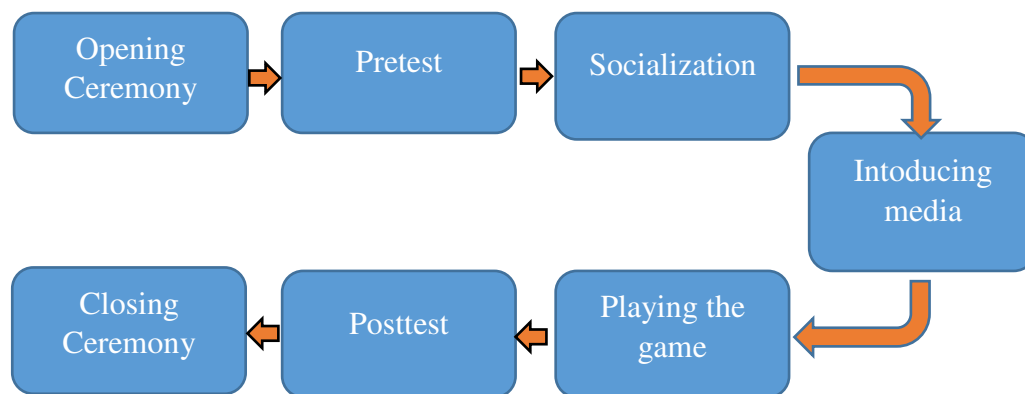 Opening
Ceremony
Pretest
Socialization
Intoducing
media
Playing the
game
Posttest
Closing
Ceremony